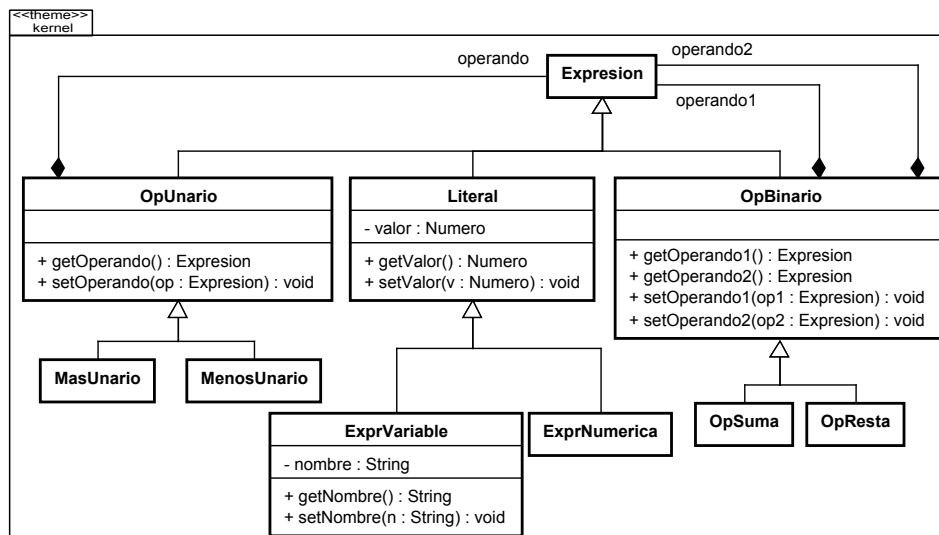 <<theme>>
kernel
operando
operando2
Expresion
operando1
OpUnario
+ getOperando() : Expresion
+ setOperando(op : Expresion) : void
Literal
- valor : Numero
+ getValor() : Numero
+ setValor(v : Numero) : void
OpBinario
+ getOperando1() : Expresion
+ getOperando2() : Expresion
+ setOperando1(op1 : Expresion) : void
+ setOperando2(op2 : Expresion) : void
MasUnario
MenosUnario
ExprVariable
- nombre : String
+ getNombre() : String
+ setNombre(n : String) : void
ExprNumerica
OpSuma
OpResta